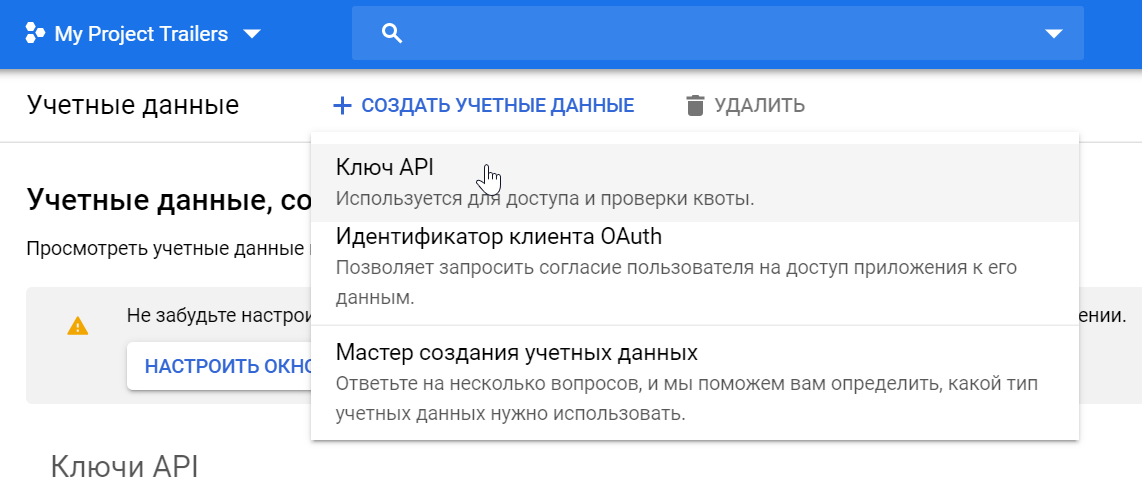 My Project Trailers
Учетные данные
СОЗДАТЬ УЧЕТНЫЕ ДАННЫЕ
УДАЛИТЬ
Ключ API
Используется для доступа и проверки квоты.
Учетные данные, со
Идентификатор клиента OAuth
Просмотреть учетные данные
Позволяет запросить согласие пользователя на доступ приложения к его
данным.
Не забудьте настрои
ении.
НАСТРОИТЬ ОКНО
Мастер создания учетных данных
Ответьте на несколько вопросов, и мы поможем вам определить, какой тип
учетных данных нужно использовать.
Ключи API